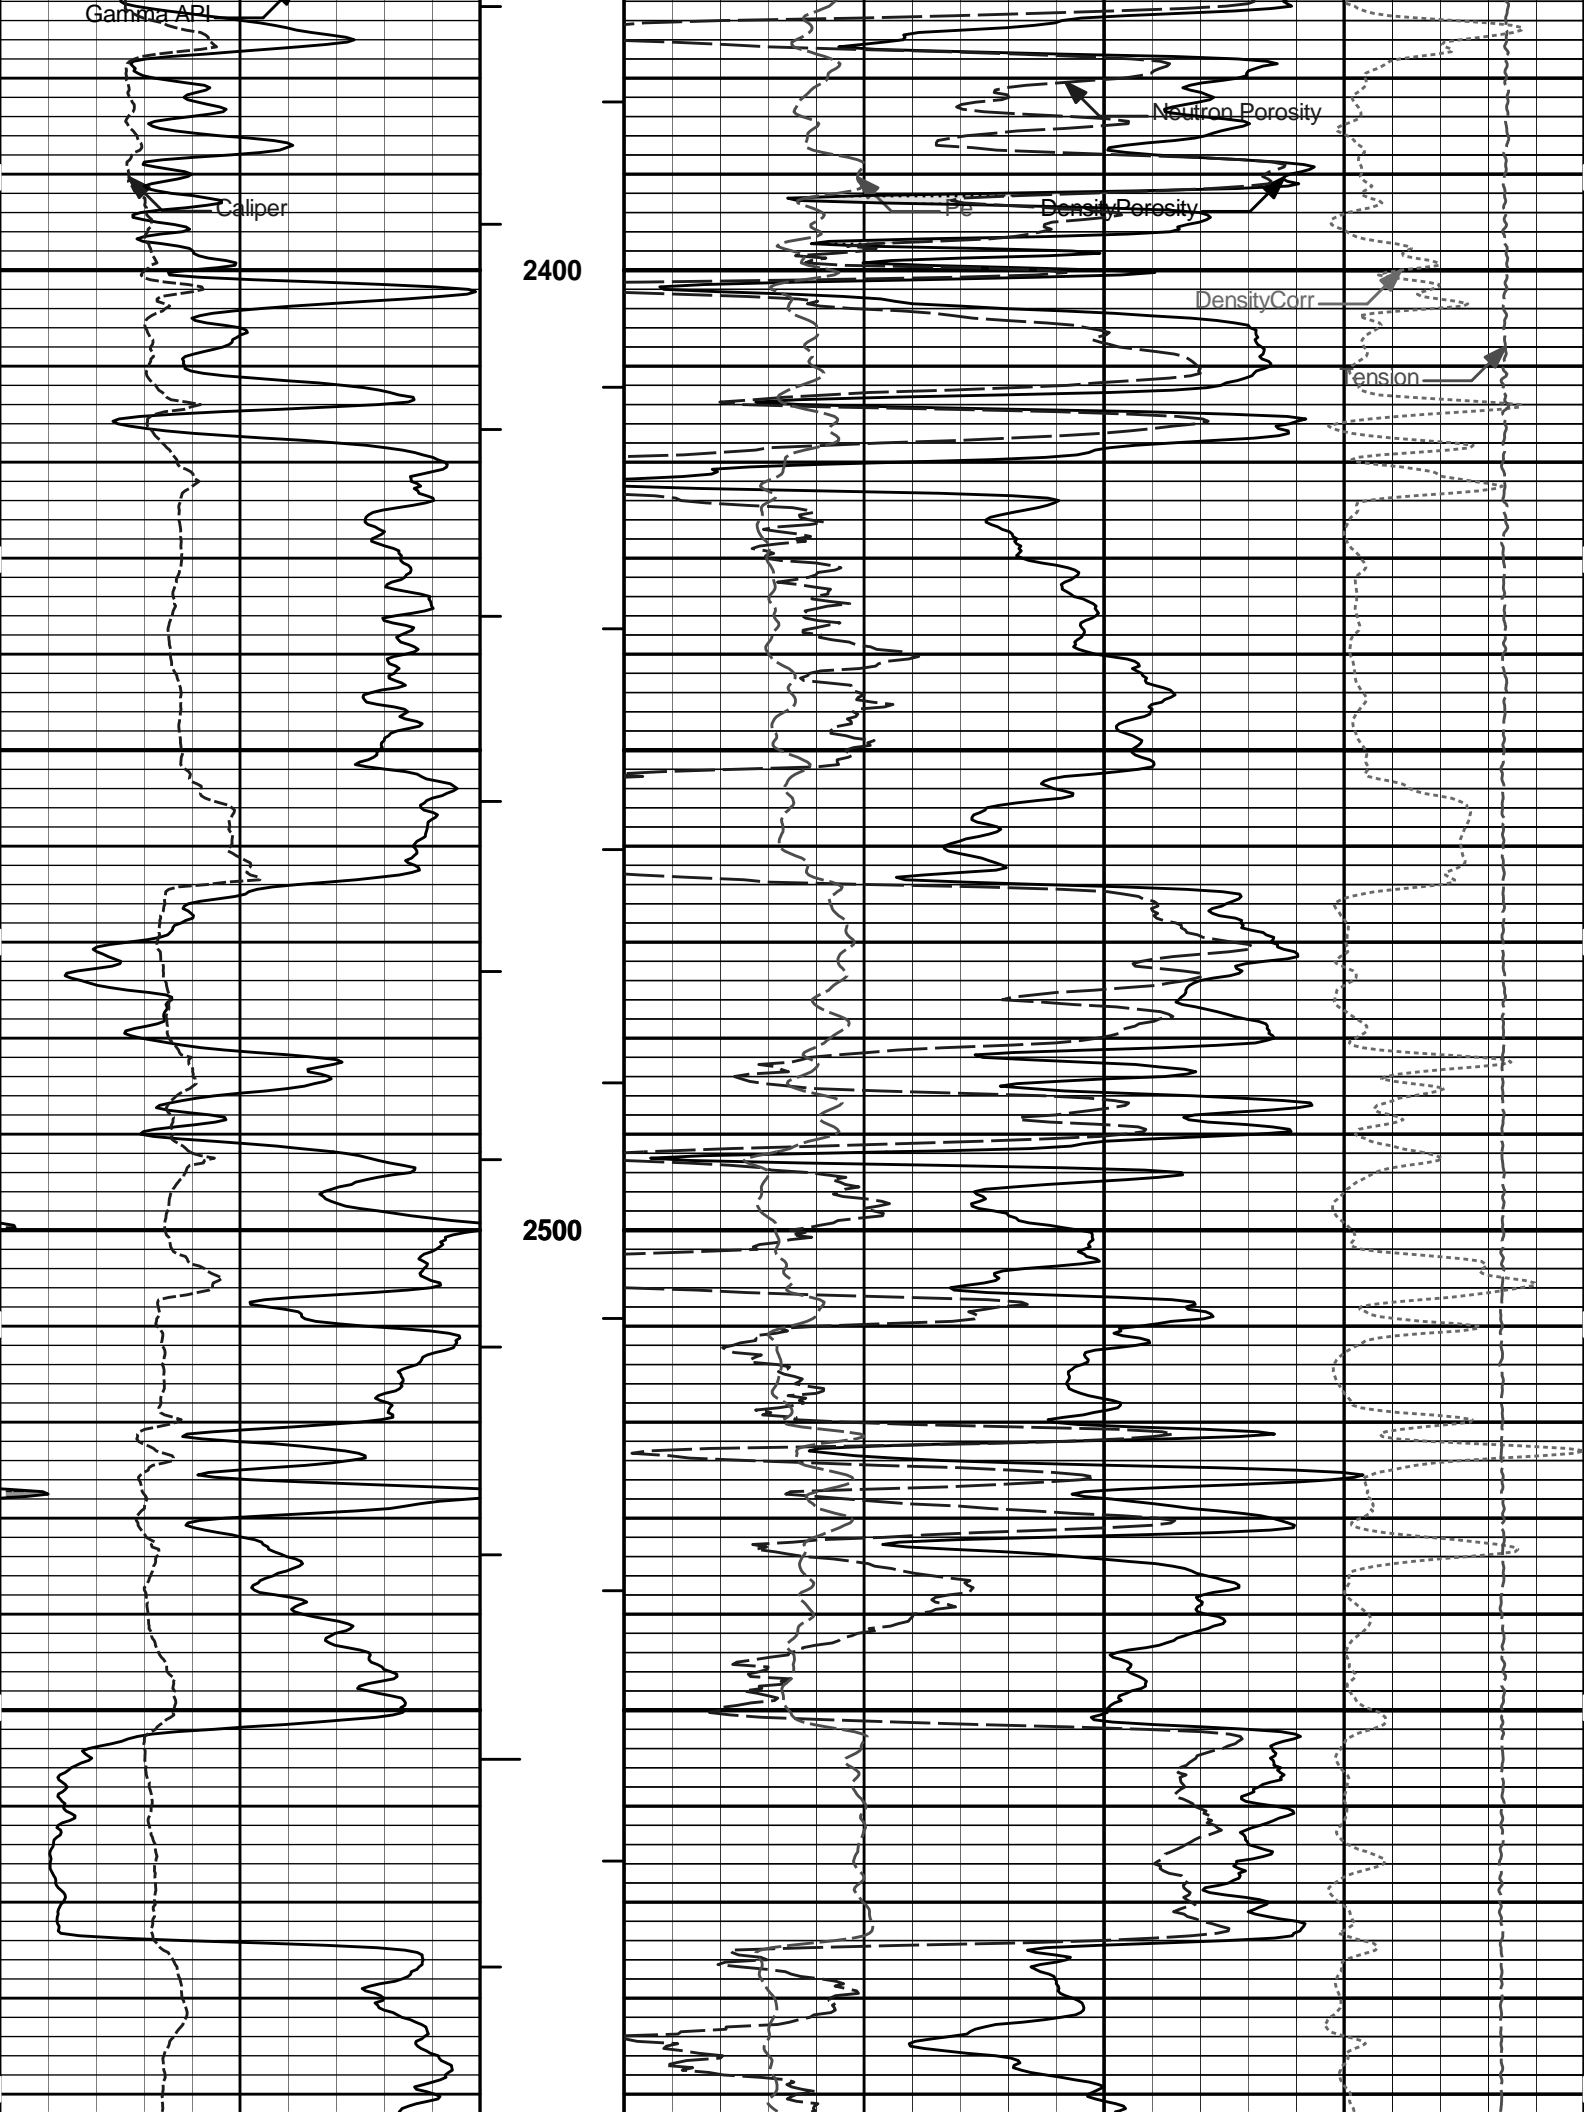 Gamma API
Neutron Porosity
Caliper
Pe
DensityPorosity
2400
DensityCorr
Tension
2500